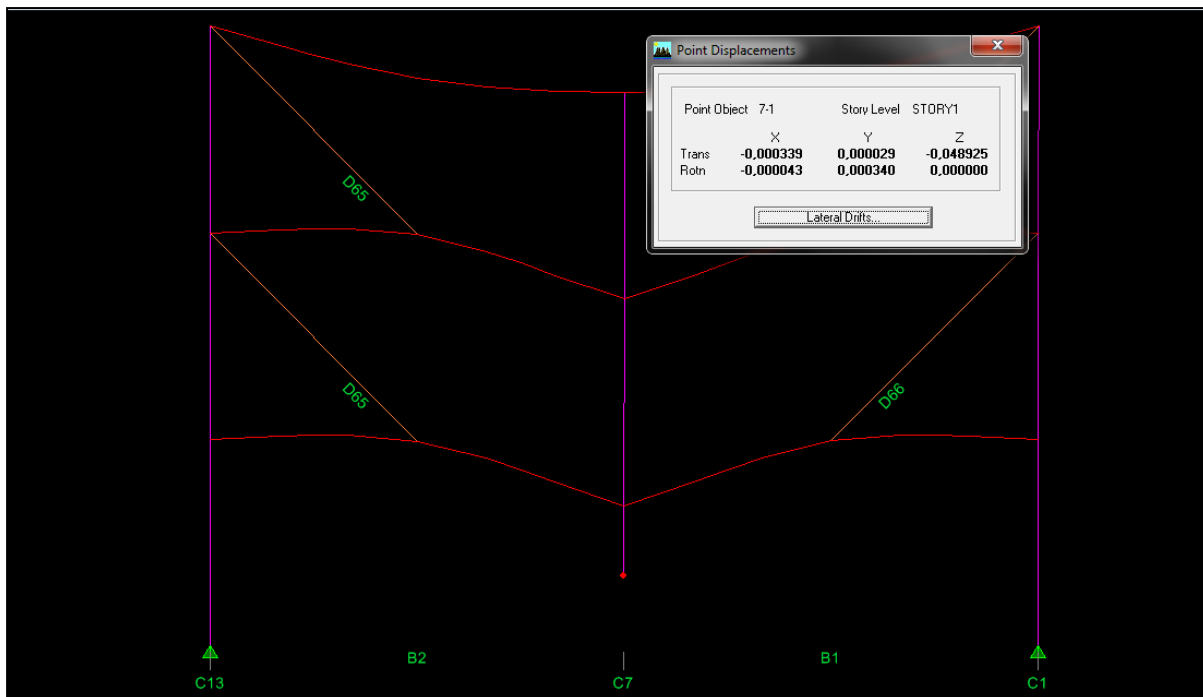 Point Displacements
Point Object 7-1 Story Level STORY1
X Y Z
Trans -0,000339 0,000029 -0,048925
Rotn -0,000043 0,000340 0,000000
Lateral Drifts...
D65
D65
D66
B2 B1
C13 C7 C1